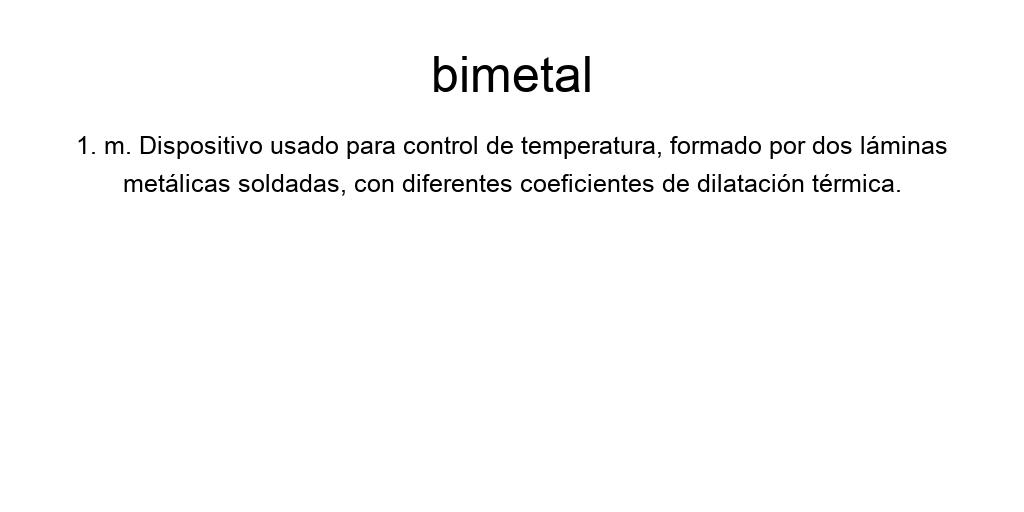 bimetal
1. m. Dispositivo usado para control de temperatura, formado por dos láminas
metálicas soldadas, con diferentes coeficientes de dilatación térmica.